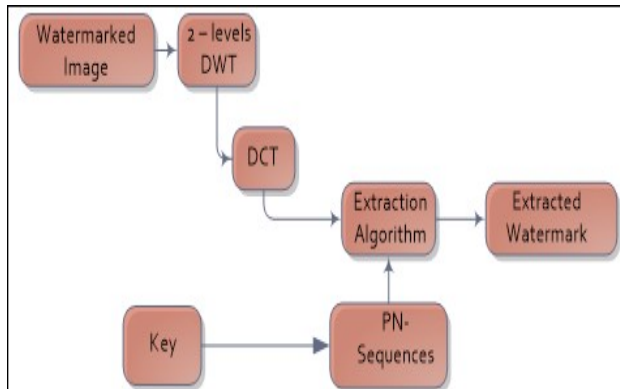 Watermarked
Image
2 – levels
DWT
DCT
Extraction
Algorithm
Extracted
Watermark
Key
PN-
Sequences